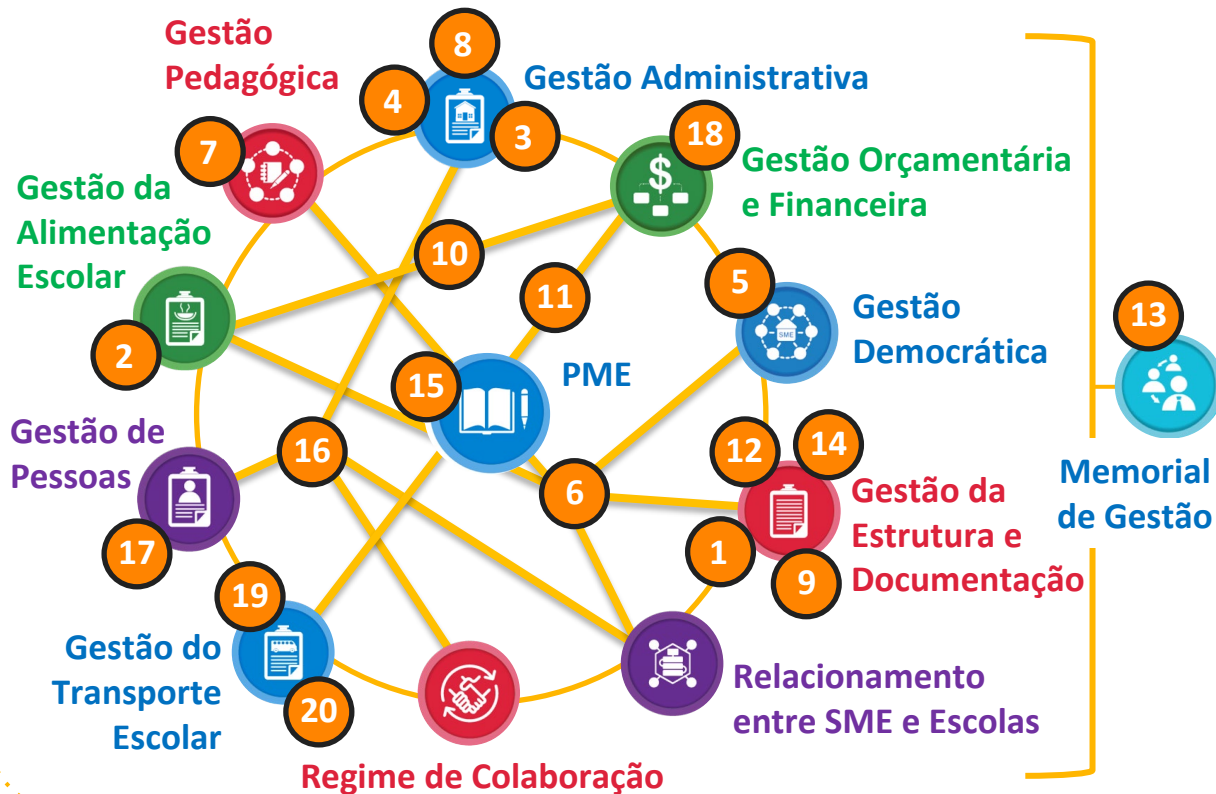 Gestão
Pedagógica
8
Gestão Administrativa
4
3
7
18
Gestão Orçamentária
e Financeira
Gestão da
Alimentação
Escolar
10
11
5
Gestão
Democrática
13
2
15
PME
SME
Gestão de
Pessoas
16
6
12
14
Memorial
de Gestão
Gestão da
Estrutura e
Documentação
17
1
9
19
Gestão do
Transporte
Escolar
20
Relacionamento
entre SME e Escolas
Regime de Colaboração
$